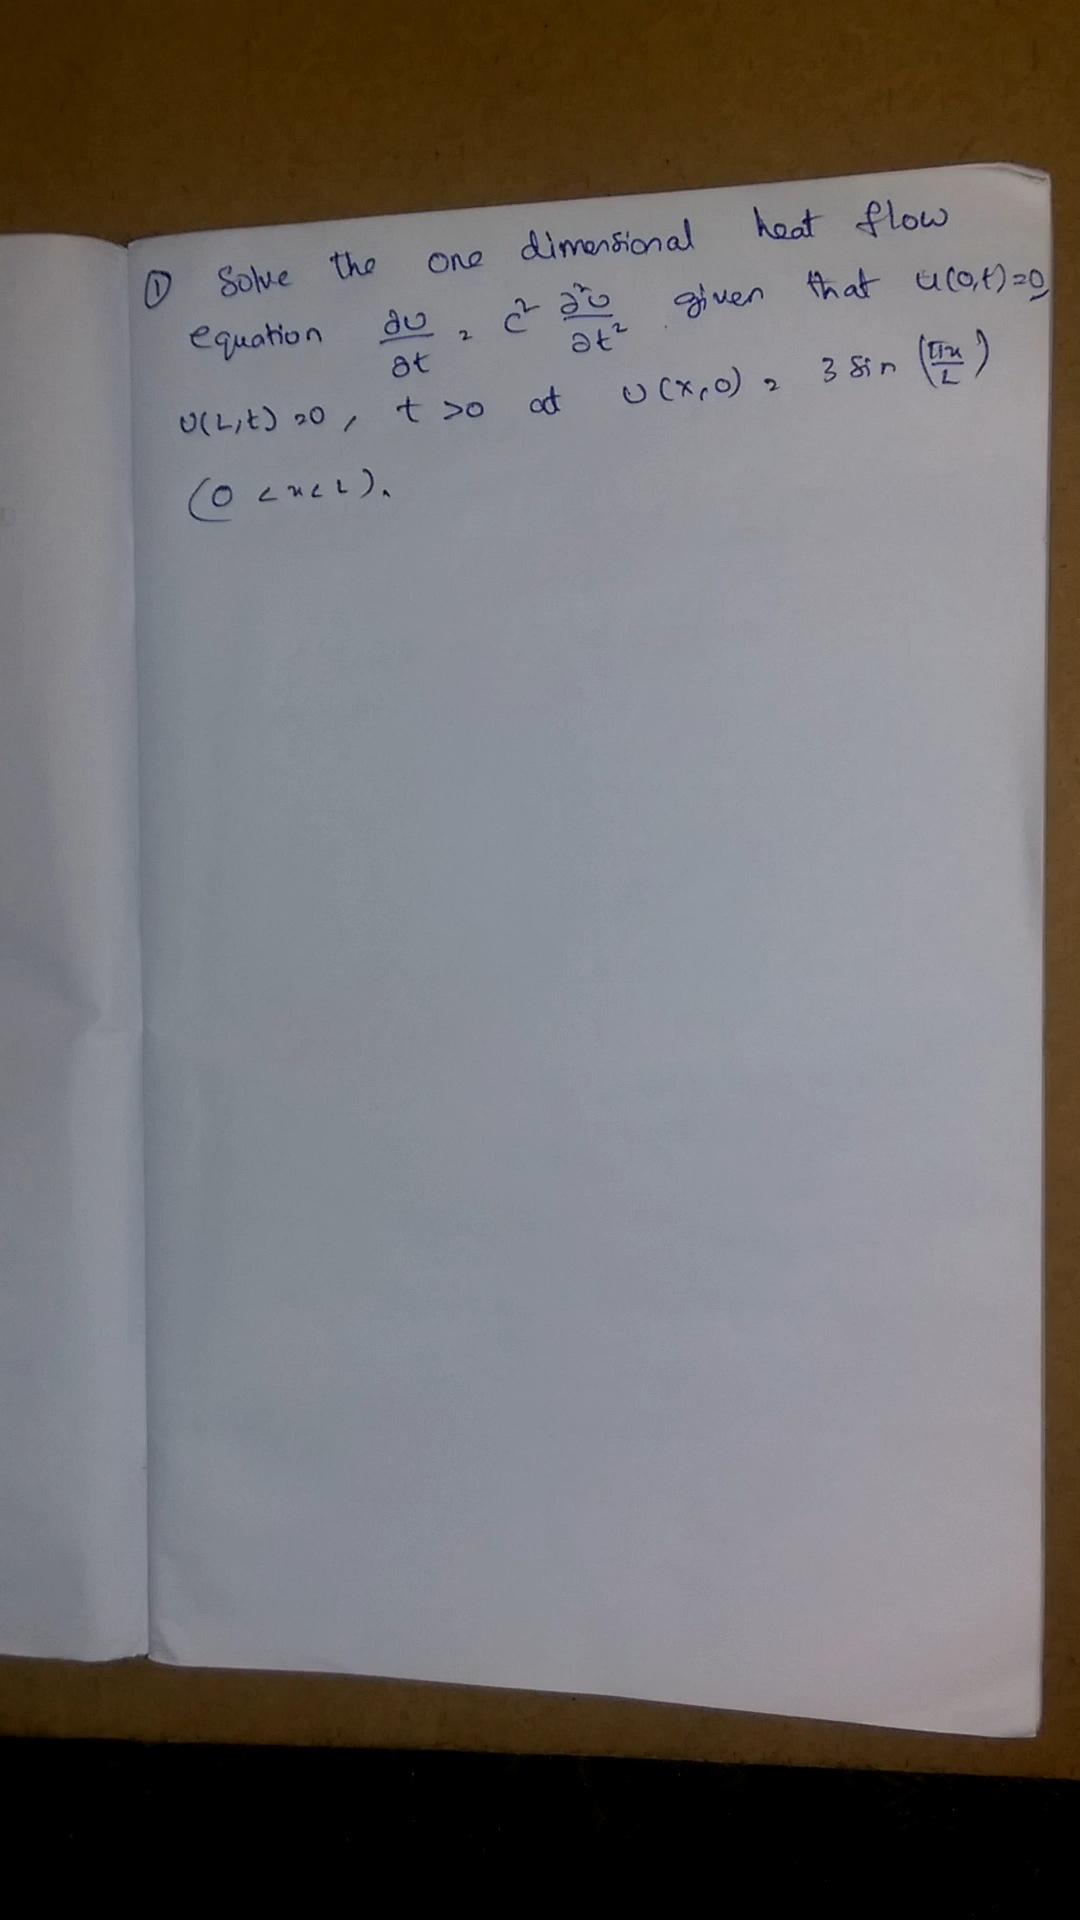 ① Solve the one dimensional heat flow
equation ∂u/∂t = c² ∂²u/∂t² given that u(0,t)=0
u(L,t)=0, t>0 at u(x,0) = 3 sin (πx/L)
(0 <x<L).